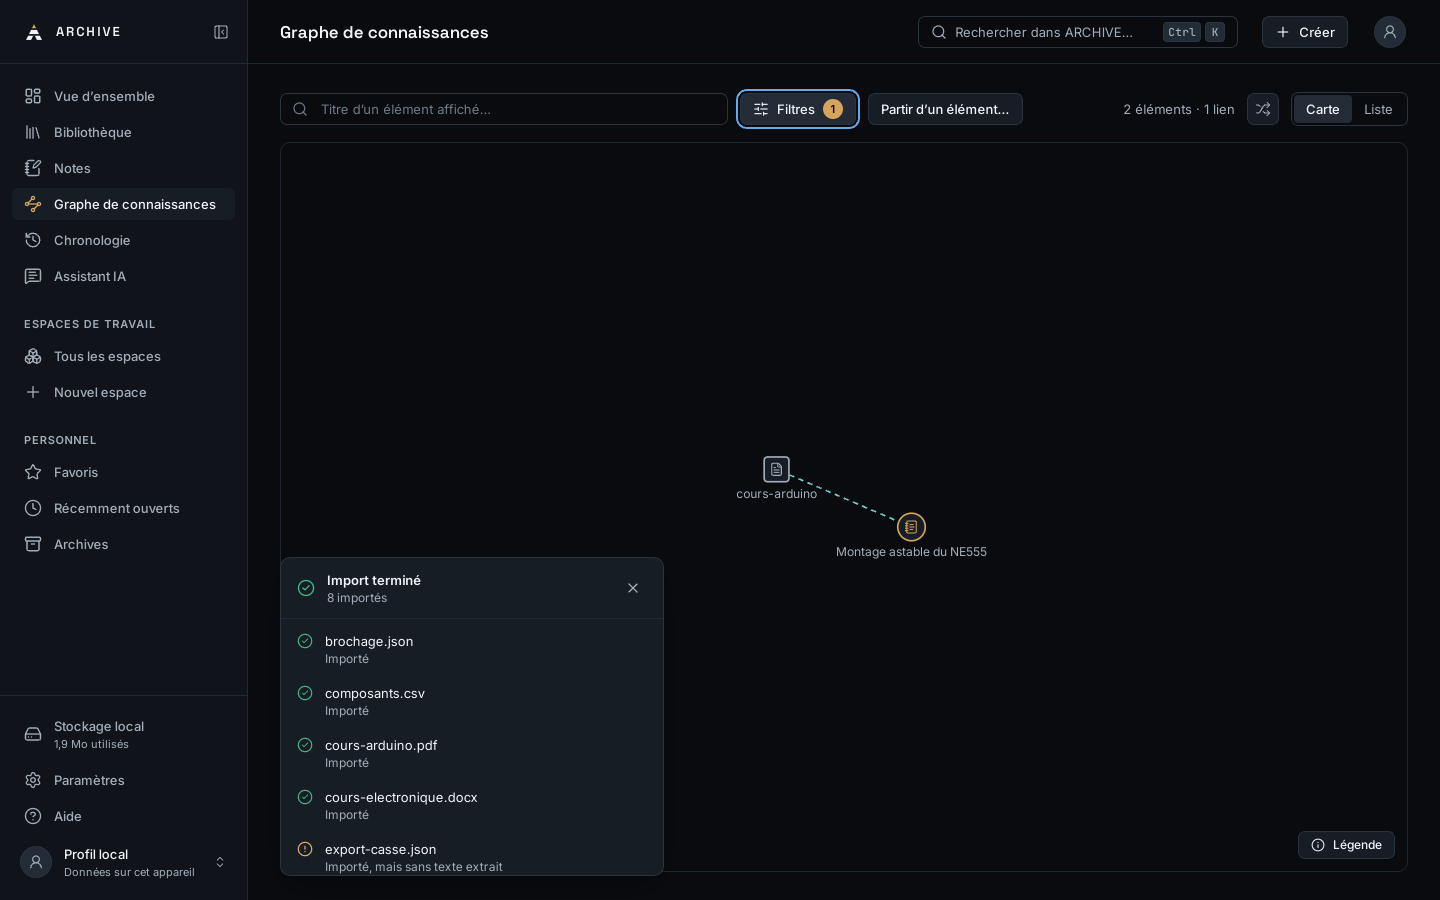 ARCHIVE
Graphe de connaissances
Rechercher dans ARCHIVE...
Ctrl
K
Créer
Vue d'ensemble
Bibliothèque
Notes
Graphe de connaissances
Chronologie
Assistant IA
ESPACES DE TRAVAIL
Tous les espaces
Nouvel espace
PERSONNEL
Favoris
Récemment ouverts
Archives
Stockage local
1,9 Mo utilisés
Paramètres
Aide
Profil local
Données sur cet appareil
Titre d'un élément affiché...
Filtres
1
Partir d'un élément...
2 éléments · 1 lien
Carte
Liste
cours-arduino
Montage astable du NE555
Import terminé
8 importés
brochage.json
Importé
composants.csv
Importé
cours-arduino.pdf
Importé
cours-electronique.docx
Importé
export-casse.json
Importé, mais sans texte extrait
Légende